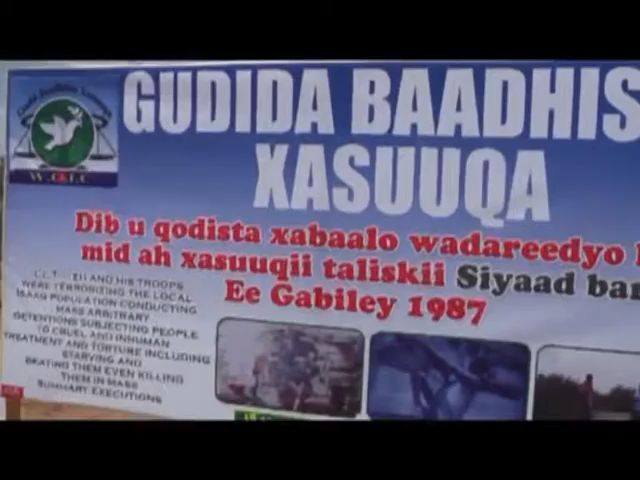 GUDIDA BAADHIS
XASUUQA
Dib u qodista xabaalo wadareedyo
mid ah xasuuqii taliskii Siyaad bar
Ee Gabiley 1987
AND HIS TROOPS
WERE TERRORISING THE LOCAL
ISAAQ POPULATION CONDUCTING
MASS ARBITRARY
DETENTIONS SUBJECTING PEOPLE
TO CRUEL AND INHUMAN
TREATMENT AND TORTURE INCLUDING
STARVING AND
BEATING THEM EVEN KILLING
THEM IN MASS
SUMMARY EXECUTIONS